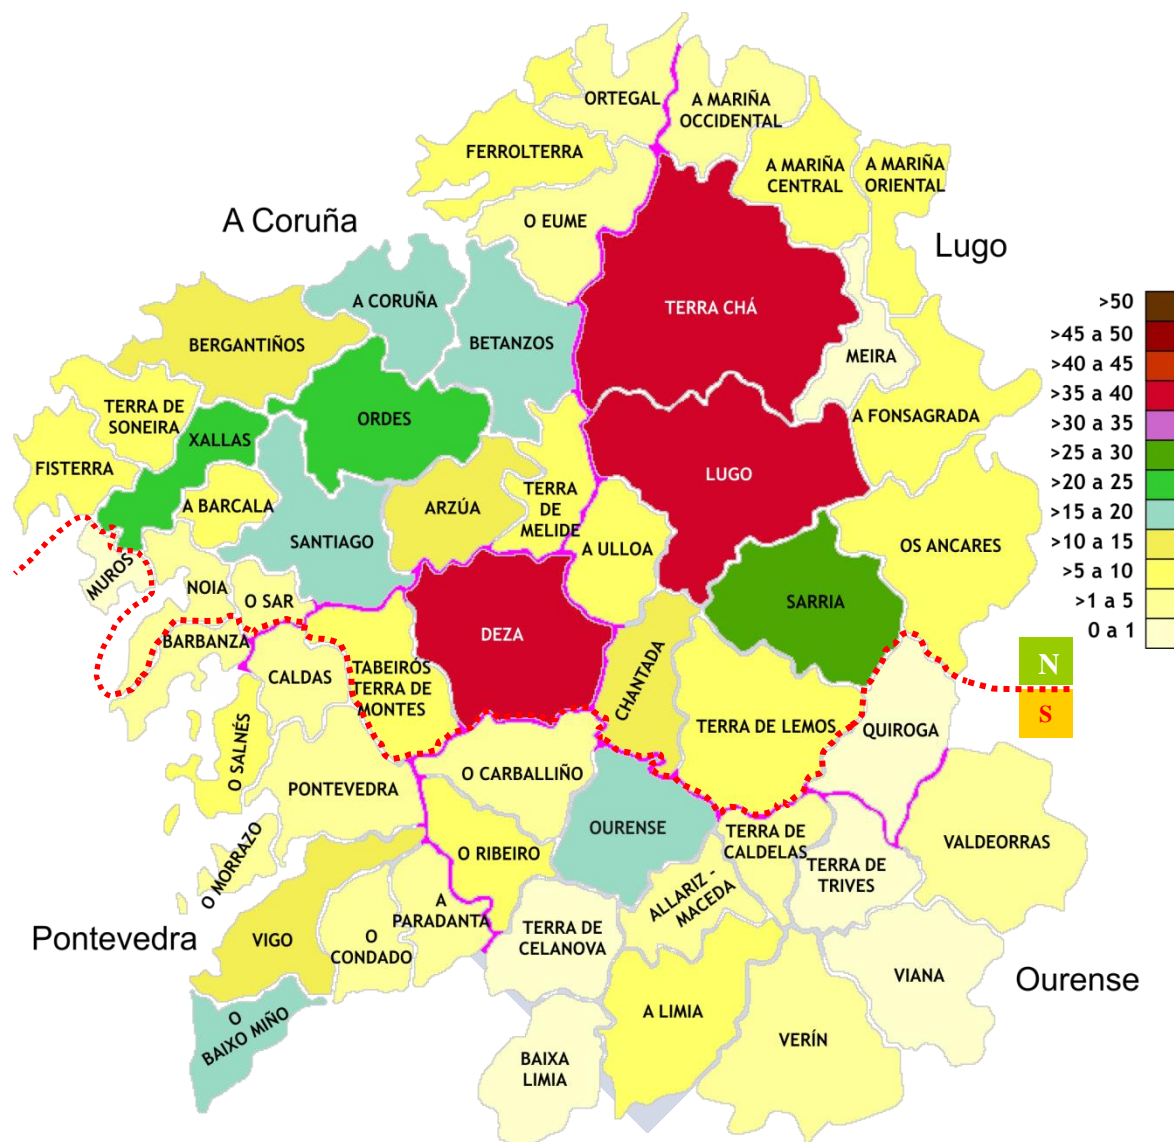 ORTEGAL
A MARIÑA
OCCIDENTAL
FERROLTERRA
A MARIÑA
CENTRAL
A MARIÑA
ORIENTAL
A Coruña
O EUME
Lugo
A CORUÑA
BETANZOS
TERRA CHÁ
BERGANTIÑOS
MEIRA
TERRA DE
SONEIRA
XALLAS
ORDES
A FONSAGRADA
FISTERRA
A BARCALA
ARZÚA
TERRA
DE
MELIDE
LUGO
SANTIAGO
A ULLOA
OS ANCARES
MUROS
NOIA
O SAR
SARRIA
BARBANZA
DEZA
CALDAS
TABEIRÓS
TERRA DE
MONTES
CHANTADA
TERRA DE LEMOS
QUIROGA
O SALNÉS
PONTEVEDRA
O CARBALLIÑO
OURENSE
TERRA DE
CALDELAS
VALDEORRAS
O MORRAZO
O RIBEIRO
TERRA DE
TRIVES
ALLARIZ -
MACEDA
A
PARADANTA
Pontevedra
VIGO
O
CONDADO
TERRA DE
CELANOVA
VIANA
Ourense
O
BAIXO MIÑO
A LIMIA
VERÍN
BAIXA
LIMIA
>50
>45 a 50
>40 a 45
>35 a 40
>30 a 35
>25 a 30
>20 a 25
>15 a 20
>10 a 15
>5 a 10
>1 a 5
0 a 1
N
S